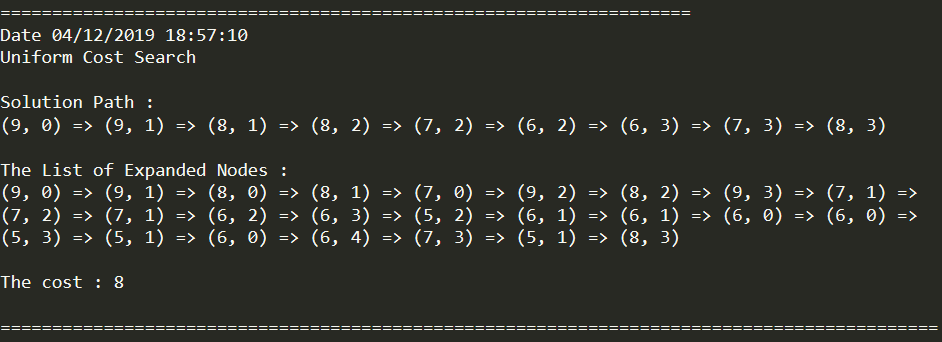 ===================================================================
Date 04/12/2019 18:57:10
Uniform Cost Search
Solution Path :
(9, 0) => (9, 1) => (8, 1) => (8, 2) => (7, 2) => (6, 2) => (6, 3) => (7, 3) => (8, 3)
The List of Expanded Nodes :
(9, 0) => (9, 1) => (8, 0) => (8, 1) => (7, 0) => (9, 2) => (8, 2) => (9, 3) => (7, 1) =>
(7, 2) => (7, 1) => (6, 2) => (6, 3) => (5, 2) => (6, 1) => (6, 1) => (6, 0) => (6, 0) =>
(5, 3) => (5, 1) => (6, 0) => (6, 4) => (7, 3) => (5, 1) => (8, 3)
The cost : 8
===========================================================================================